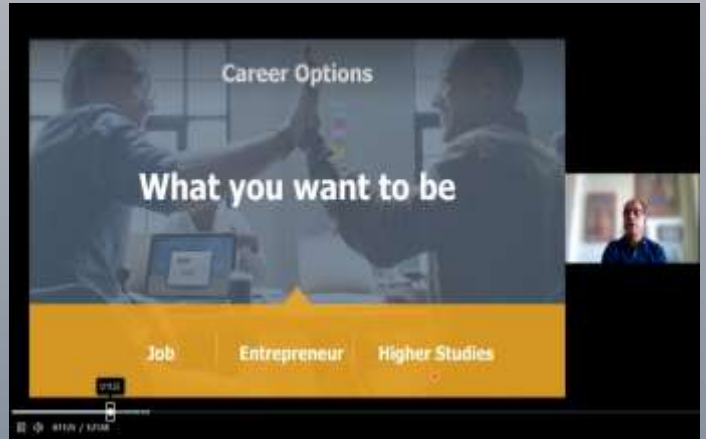 Career Options
What you want to be
Job
Entrepreneur
Higher Studies